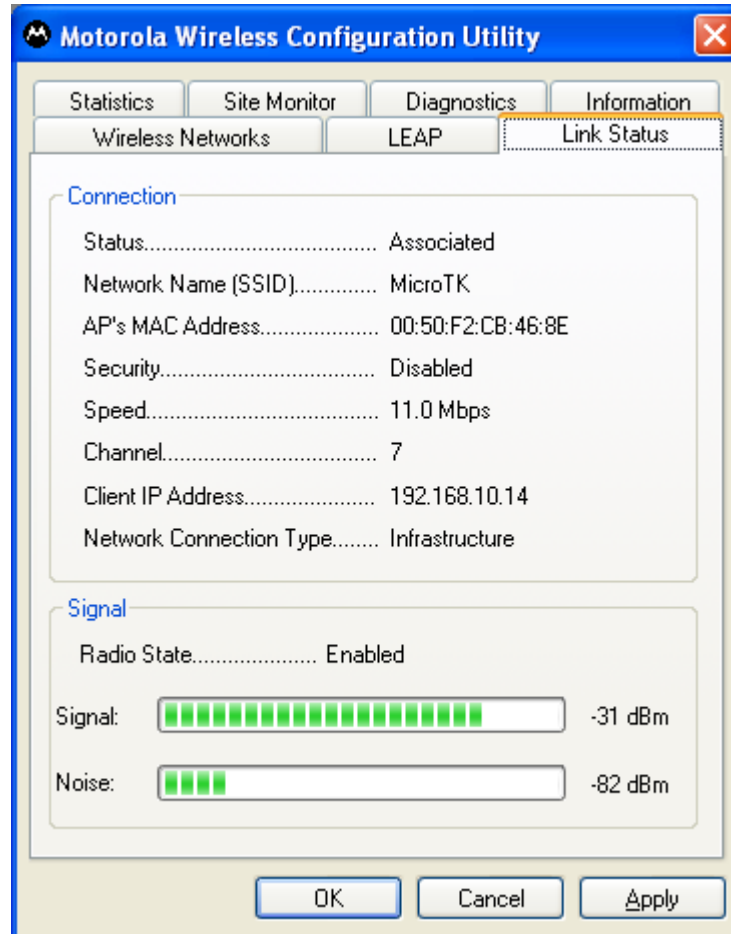 Motorola Wireless Configuration Utility
Statistics Site Monitor Diagnostics Information
Wireless Networks LEAP Link Status
Connection
Status..................................... Associated
Network Name (SSID)............. MicroTK
AP's MAC Address.................. 00:50:F2:CB:46:8E
Security.................................. Disabled
Speed..................................... 11.0 Mbps
Channel.................................. 7
Client IP Address..................... 192.168.10.14
Network Connection Type........ Infrastructure
Signal
Radio State.................... Enabled
Signal: -31 dBm
Noise: -82 dBm
OK Cancel Apply